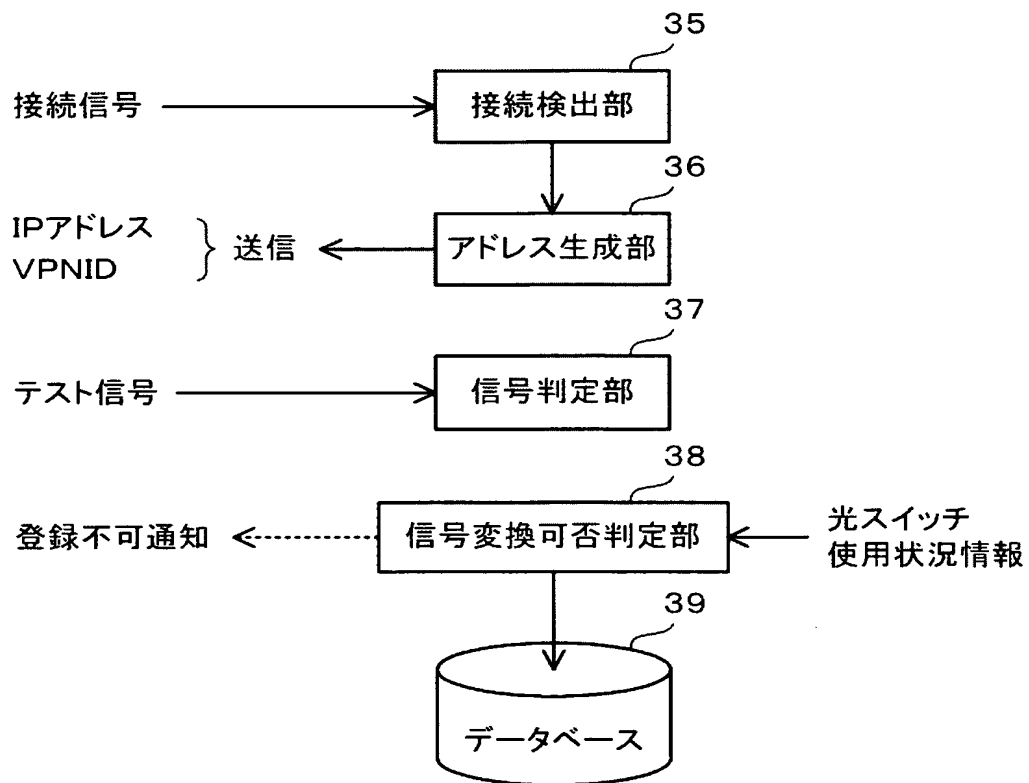 35
接続信号
接続検出部
36
IPアドレス
VPNID
送信
アドレス生成部
37
テスト信号
信号判定部
38
登録不可通知
信号変換可否判定部
光スイッチ
使用状況情報
39
データベース